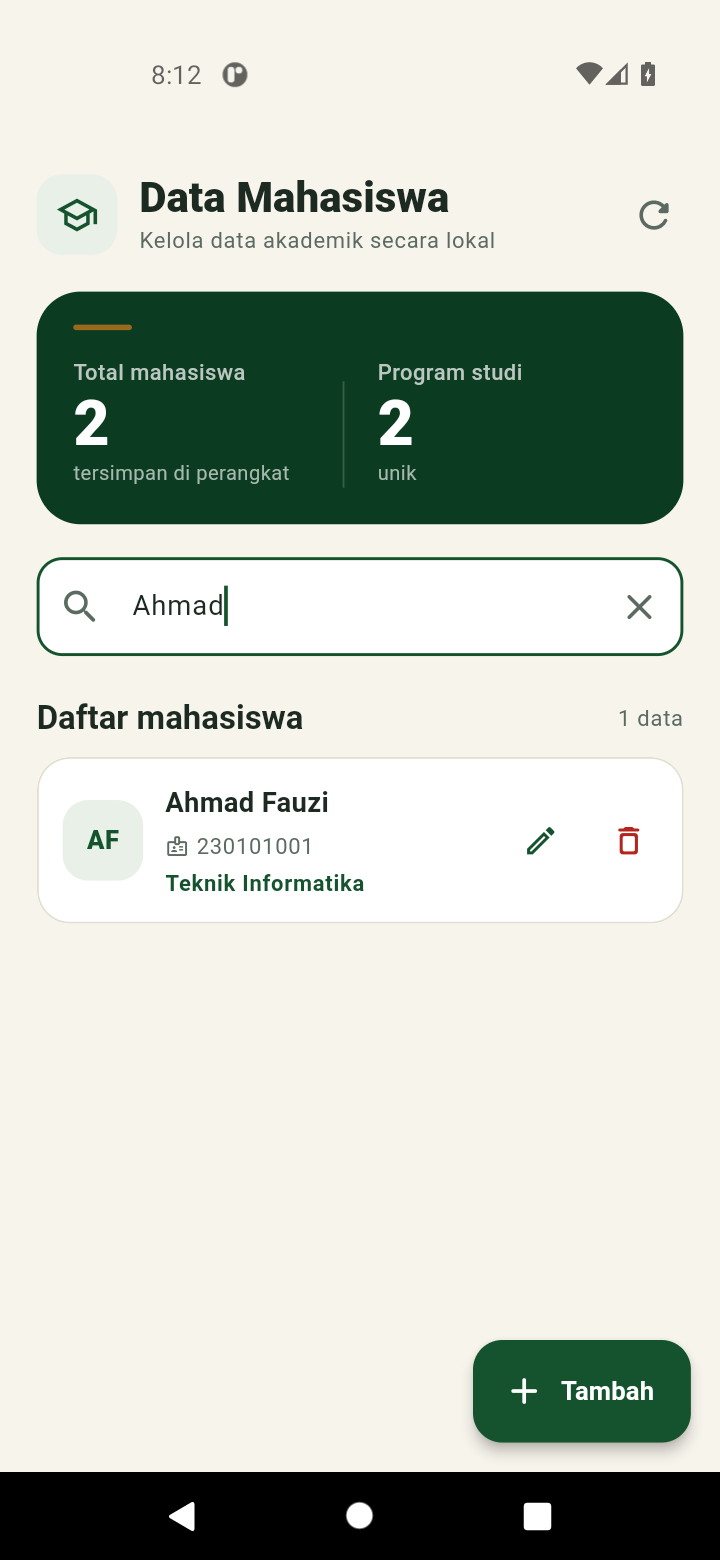 8:12
Data Mahasiswa
Kelola data akademik secara lokal
Total mahasiswa
2
tersimpan di perangkat
Program studi
2
unik
Ahmad
Daftar mahasiswa
1 data
AF
Ahmad Fauzi
230101001
Teknik Informatika
Tambah